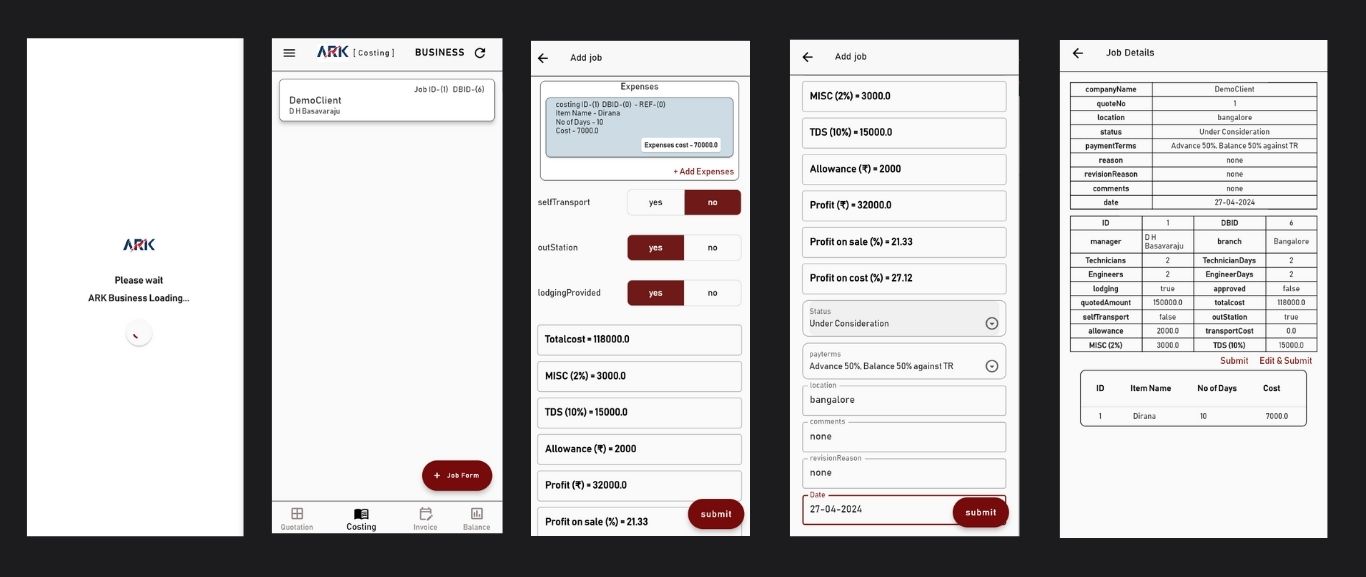 ARK
Please wait
ARK Business Loading...
ARK [ Costing ] BUSINESS
Job ID-(1) DBID-(6)
DemoClient
D H Basavaraju
+ Job Form
Quotation Costing Invoice Balance
Add job
Expenses
costing ID-(1) DBID-(0) - REF-(0)
Item Name - Dirana
No of Days - 10
Cost - 7000.0
Expenses cost - 70000.0
+ Add Expenses
selfTransport yes no
outStation yes no
lodgingProvided yes no
Totalcost = 118000.0
MISC (2%) = 3000.0
TDS (10%) = 15000.0
Allowance (₹) = 2000
Profit (₹) = 32000.0
Profit on sale (%) = 21.33
submit
Add job
MISC (2%) = 3000.0
TDS (10%) = 15000.0
Allowance (₹) = 2000
Profit (₹) = 32000.0
Profit on sale (%) = 21.33
Profit on cost (%) = 27.12
Status
Under Consideration
payterms
Advance 50%, Balance 50% against TR
location
bangalore
comments
none
revisionReason
none
Date
27-04-2024
submit
Job Details
companyName DemoClient
quoteNo 1
location bangalore
status Under Consideration
paymentTerms Advance 50%, Balance 50% against TR
reason none
revisionReason none
comments none
date 27-04-2024
ID 1 DBID 6
manager D H Basavaraju branch Bangalore
Technicians 2 TechnicianDays 2
Engineers 2 EngineerDays 2
lodging true approved false
quotedAmount 150000.0 totalcost 118000.0
selfTransport false outStation true
allowance 2000.0 transportCost 0.0
MISC (2%) 3000.0 TDS (10%) 15000.0
Submit Edit & Submit
ID Item Name No of Days Cost
1 Dirana 10 7000.0